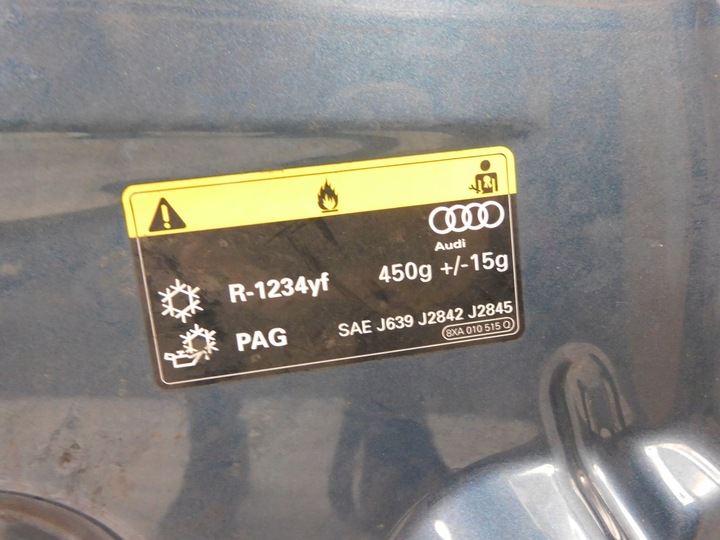 Audi
R-1234yf 450g +/-15g
PAG SAE J639 J2842 J2845
8XA 010 515 Q